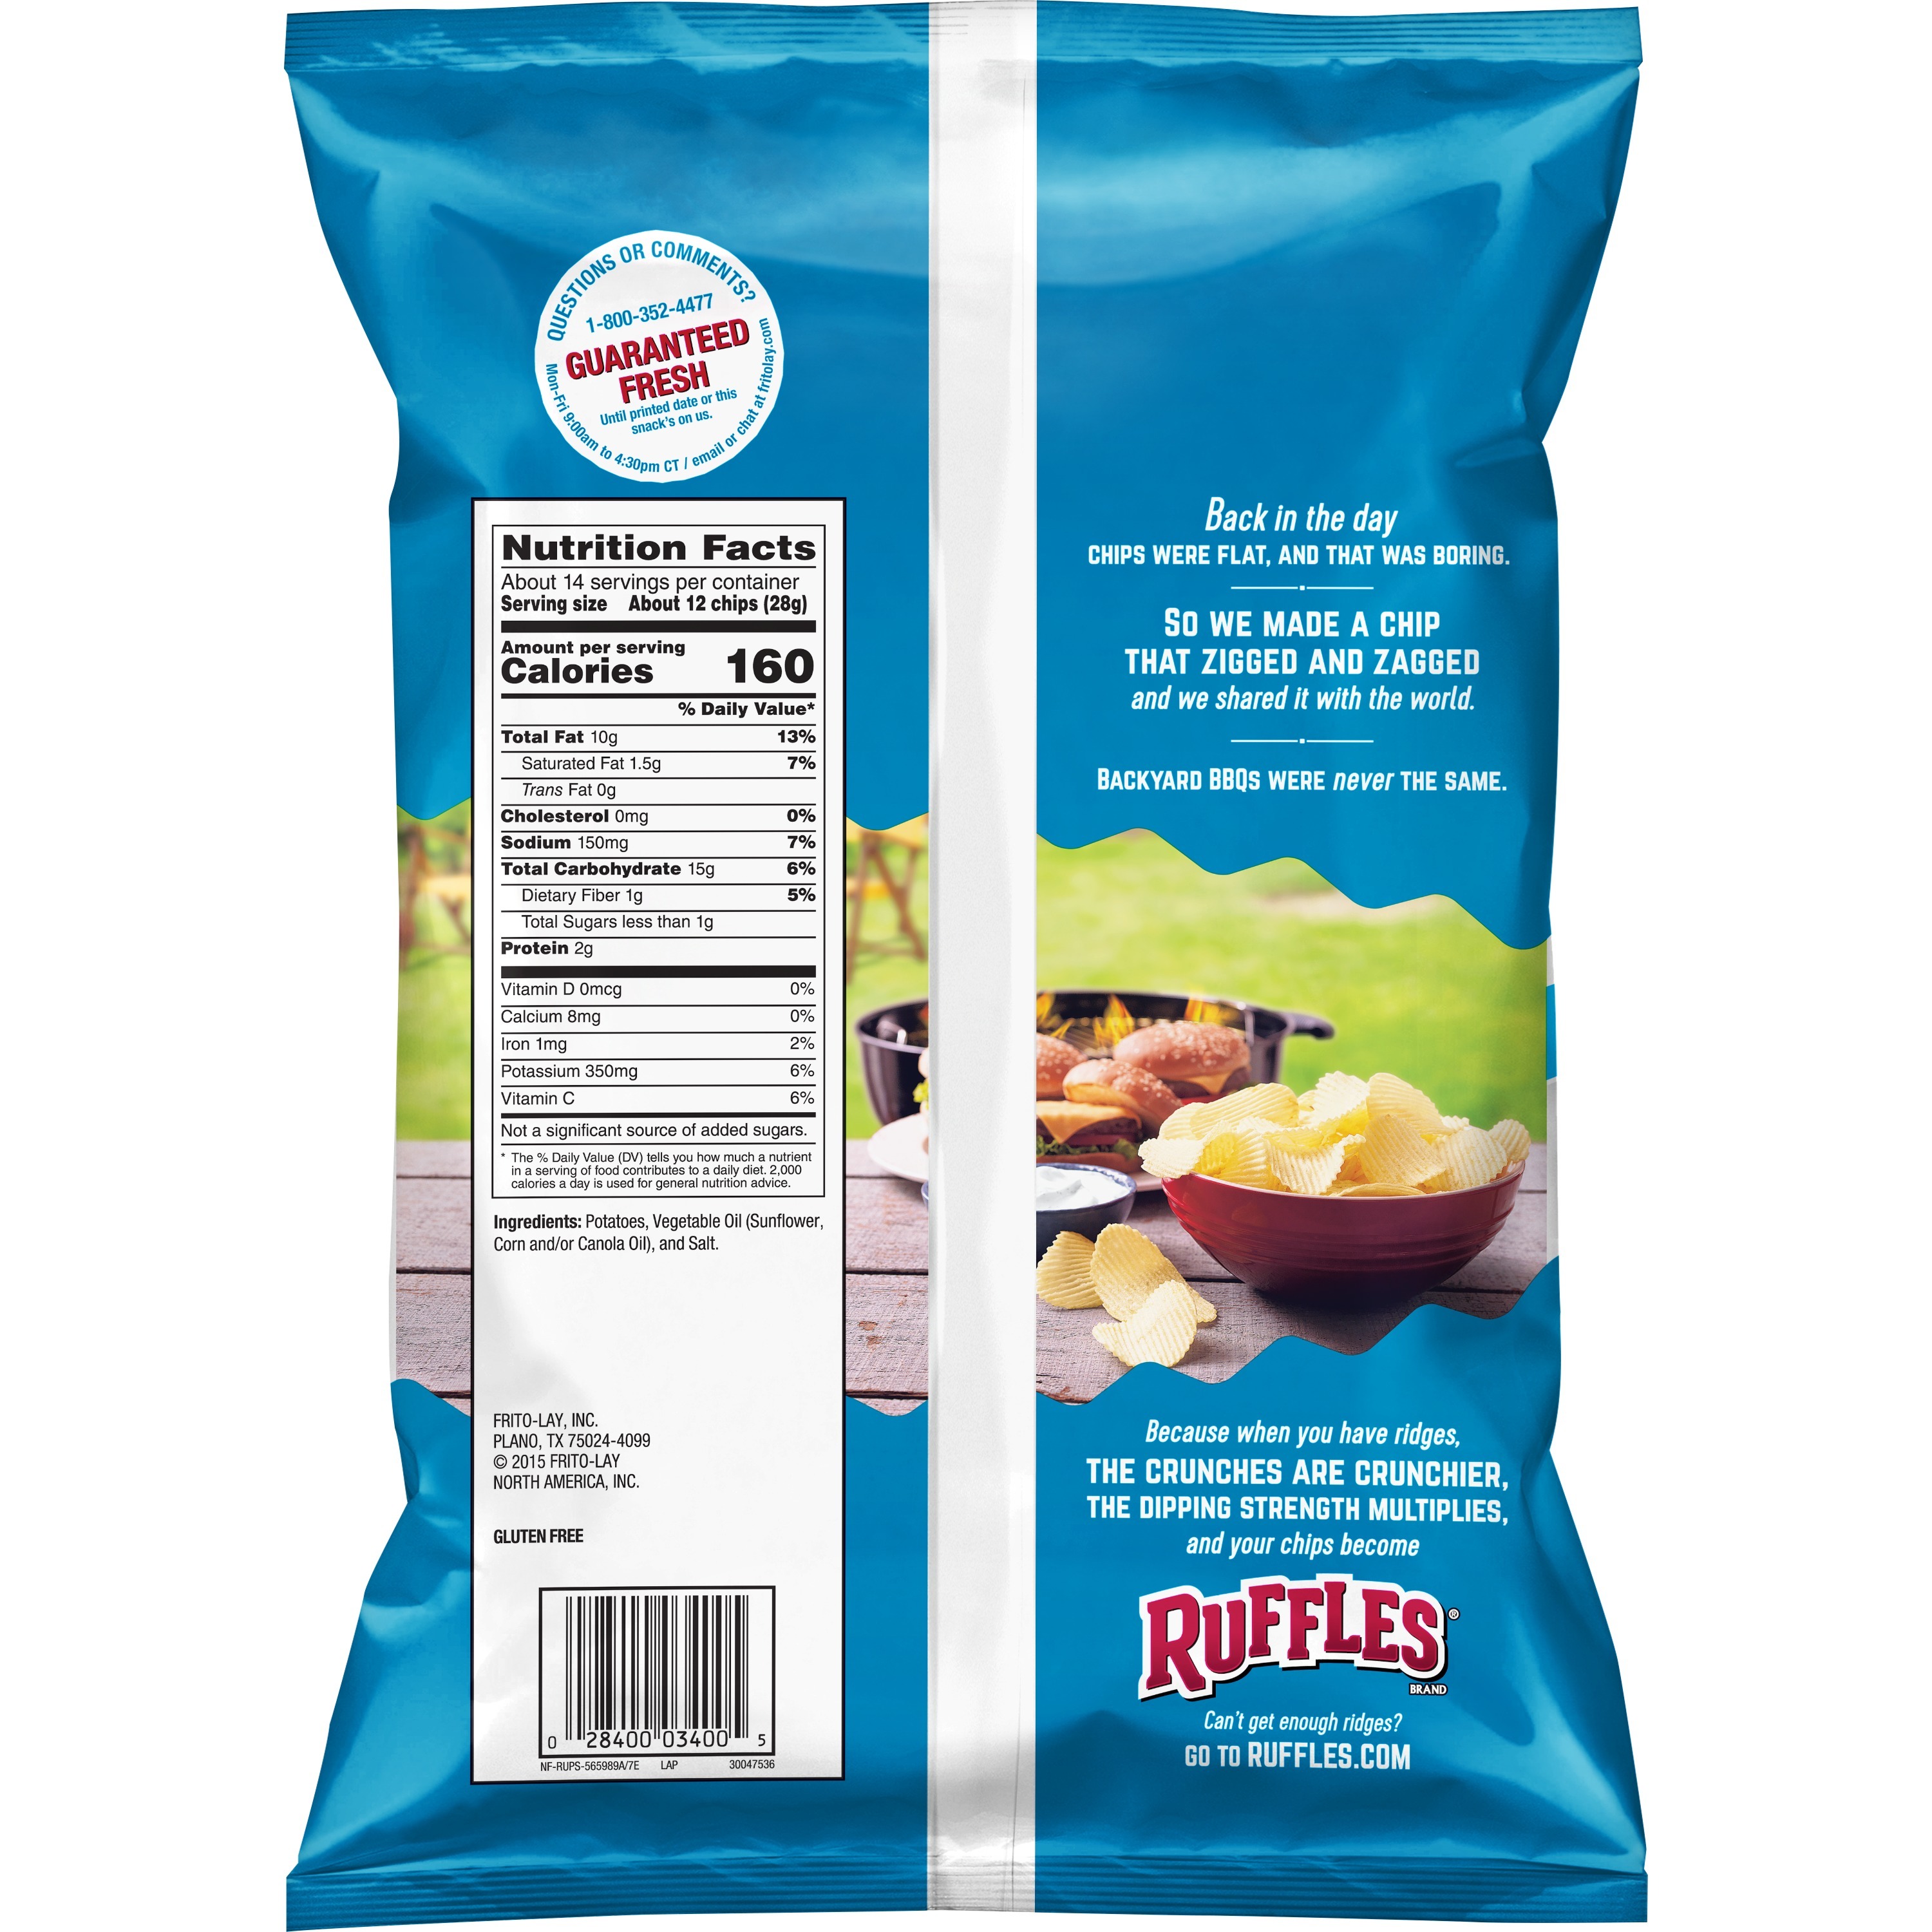 QUESTIONS OR COMMENTS?
1-800-352-4477
GUARANTEED
FRESH
Until printed date or this
snack's on us.
Mon-Fri 9:00am to 4:30pm CT / email or chat at fritolay.com
Nutrition Facts
About 14 servings per container
Serving size About 12 chips (28g)
Amount per serving
Calories 160
% Daily Value*
Total Fat 10g 13%
Saturated Fat 1.5g 7%
Trans Fat 0g
Cholesterol 0mg 0%
Sodium 150mg 7%
Total Carbohydrate 15g 6%
Dietary Fiber 1g 5%
Total Sugars less than 1g
Protein 2g
Vitamin D 0mcg 0%
Calcium 8mg 0%
Iron 1mg 2%
Potassium 350mg 6%
Vitamin C 6%
Not a significant source of added sugars.
* The % Daily Value (DV) tells you how much a nutrient
in a serving of food contributes to a daily diet. 2,000
calories a day is used for general nutrition advice.
Ingredients: Potatoes, Vegetable Oil (Sunflower,
Corn and/or Canola Oil), and Salt.
FRITO-LAY, INC.
PLANO, TX 75024-4099
© 2015 FRITO-LAY
NORTH AMERICA, INC.
GLUTEN FREE
0 28400 03400 5
NF-RUPS-565989A/7E LAP 30047536
Back in the day
CHIPS WERE FLAT, AND THAT WAS BORING.
SO WE MADE A CHIP
THAT ZIGGED AND ZAGGED
and we shared it with the world.
BACKYARD BBQS WERE never THE SAME.
Because when you have ridges,
THE CRUNCHES ARE CRUNCHIER,
THE DIPPING STRENGTH MULTIPLIES,
and your chips become
RUFFLES®
BRAND
Can't get enough ridges?
GO TO RUFFLES.COM